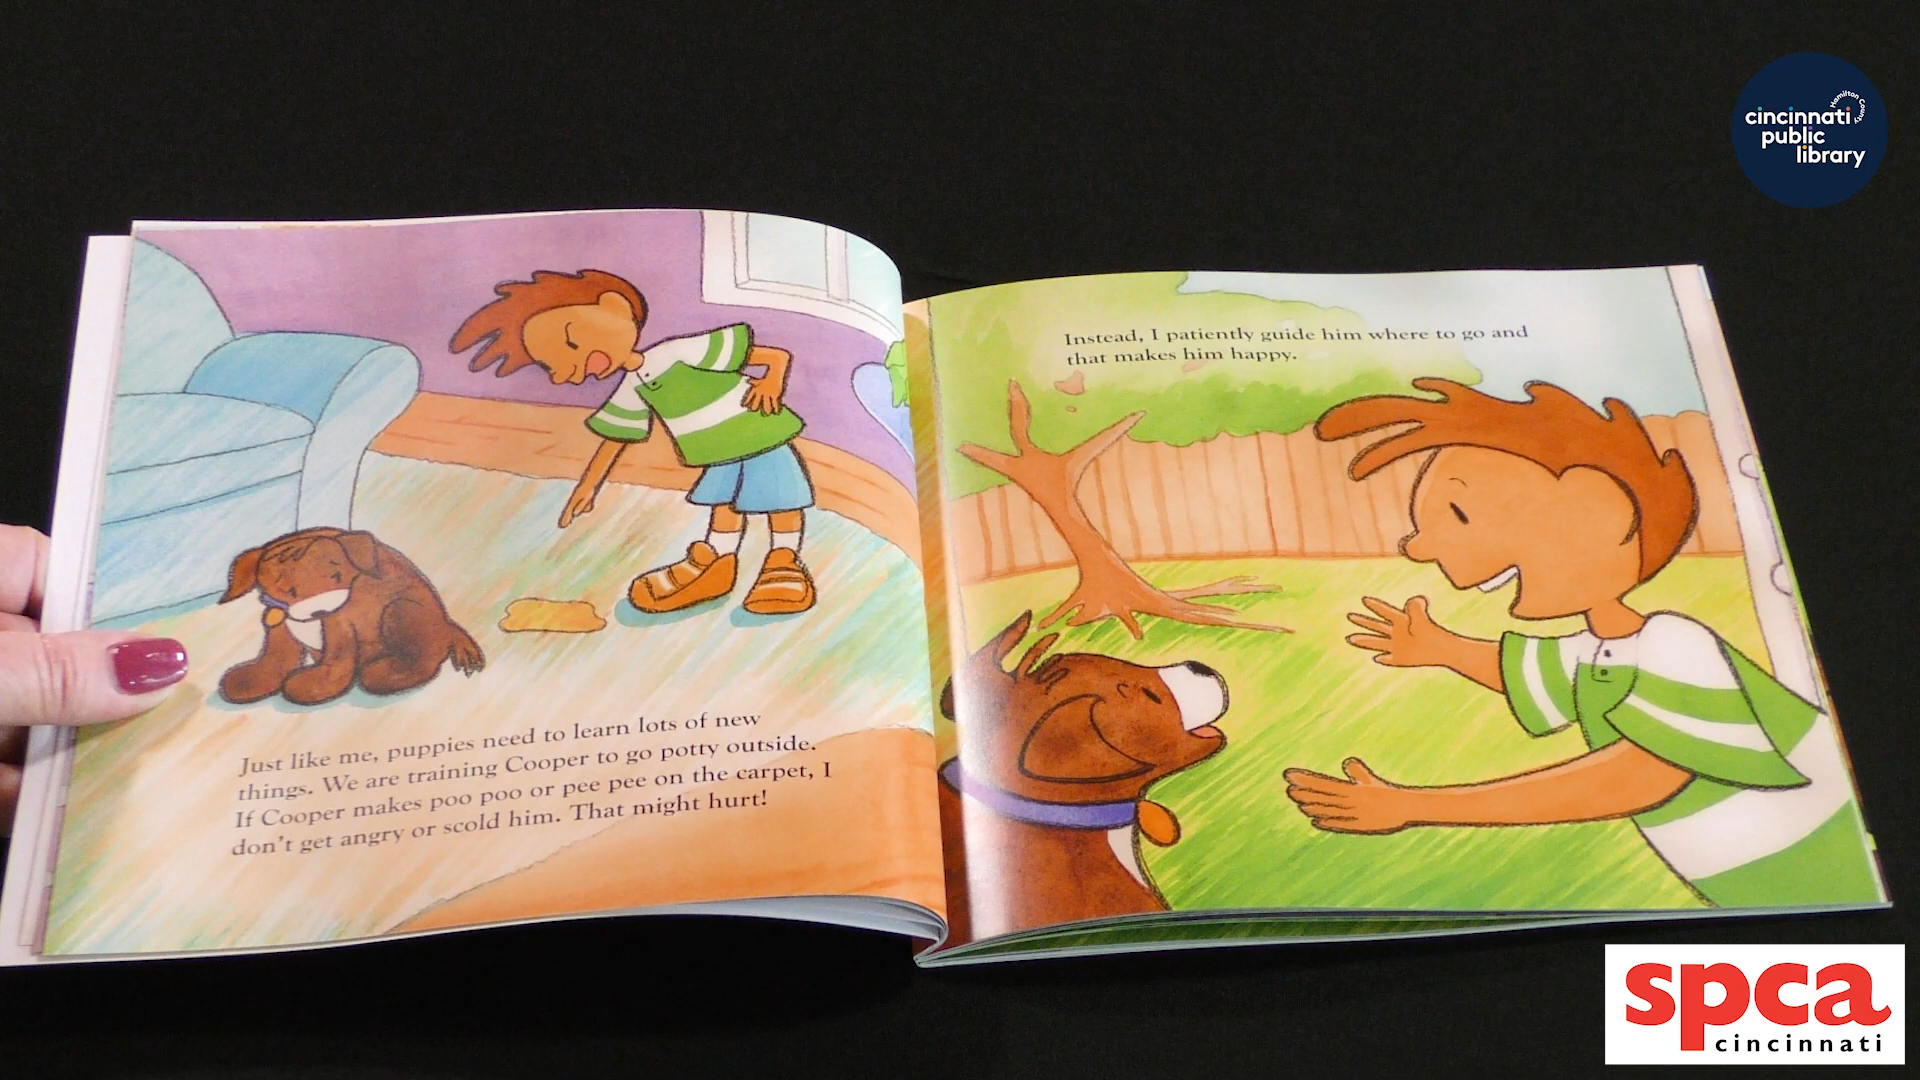 Hamilton County
cincinnati
public
library
Instead, I patiently guide him where to go and
that makes him happy.
Just like me, puppies need to learn lots of new
things. We are training Cooper to go potty outside.
If Cooper makes poo poo or pee pee on the carpet, I
don't get angry or scold him. That might hurt!
spca
cincinnati